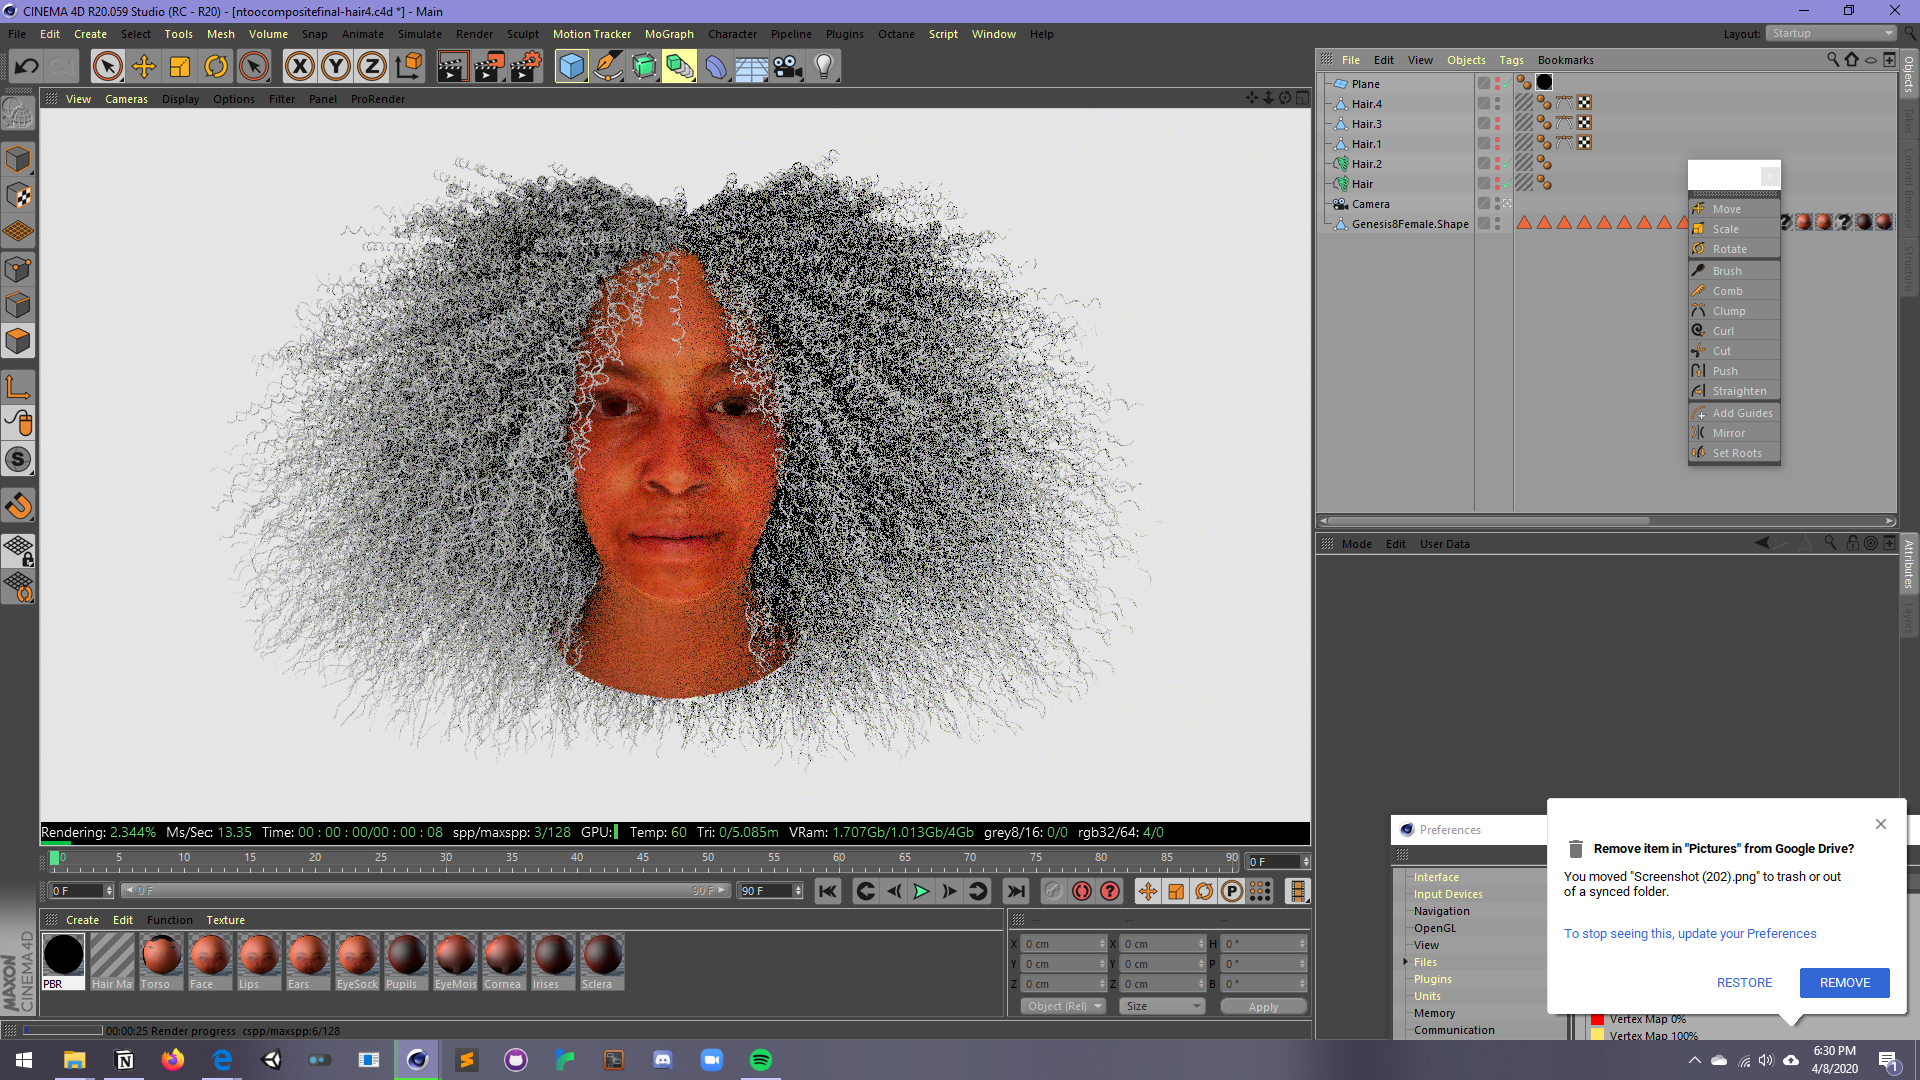 CINEMA 4D R20.059 Studio (RC - R20) - [ntoocompositefinal-hair4.c4d *] - Main
File Edit Create Select Tools Mesh Volume Snap Animate Simulate Render Sculpt Motion Tracker MoGraph Character Pipeline Plugins Octane Script Window Help
Layout: Startup
View Cameras Display Options Filter Panel ProRender
File Edit View Objects Tags Bookmarks
Plane
Hair.4
Hair.3
Hair.1
Hair.2
Hair
Camera
Genesis8Female.Shape
Objects
Takes
Content Browser
Structure
Move
Scale
Rotate
Brush
Comb
Clump
Curl
Cut
Push
Straighten
Add Guides
Mirror
Set Roots
Mode Edit User Data
Attributes
Layers
Rendering: 2.344% Ms/Sec: 13.35 Time: 00 : 00 : 00/00 : 00 : 08 spp/maxspp: 3/128 GPU: Temp: 60 Tri: 0/5.085m VRam: 1.707Gb/1.013Gb/4Gb grey8/16: 0/0 rgb32/64: 4/0
0 5 10 15 20 25 30 35 40 45 50 55 60 65 70 75 80 85 90 0 F
0 F 0 F 90 F 90 F
Create Edit Function Texture
PBR Hair Ma Torso Face Lips Ears EyeSock Pupils EyeMois Cornea Irises Sclera
-- -- --
X 0 cm X 0 cm H 0 °
Y 0 cm Y 0 cm P 0 °
Z 0 cm Z 0 cm B 0 °
Object (Rel) Size Apply
MAXON
CINEMA 4D
00:00:25 Render progress cspp/maxspp:6/128
Preferences
Interface
Input Devices
Navigation
OpenGL
View
Files
Plugins
Units
Memory
Communication
Remove item in "Pictures" from Google Drive?
You moved "Screenshot (202).png" to trash or out
of a synced folder.
To stop seeing this, update your Preferences
RESTORE REMOVE
Vertex Map 0%
Vertex Map 100%
6:30 PM
4/8/2020
1